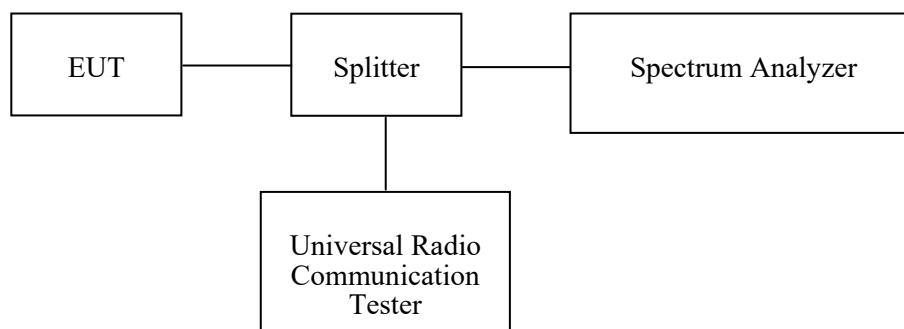 EUT
Splitter
Spectrum Analyzer
Universal Radio
Communication
Tester